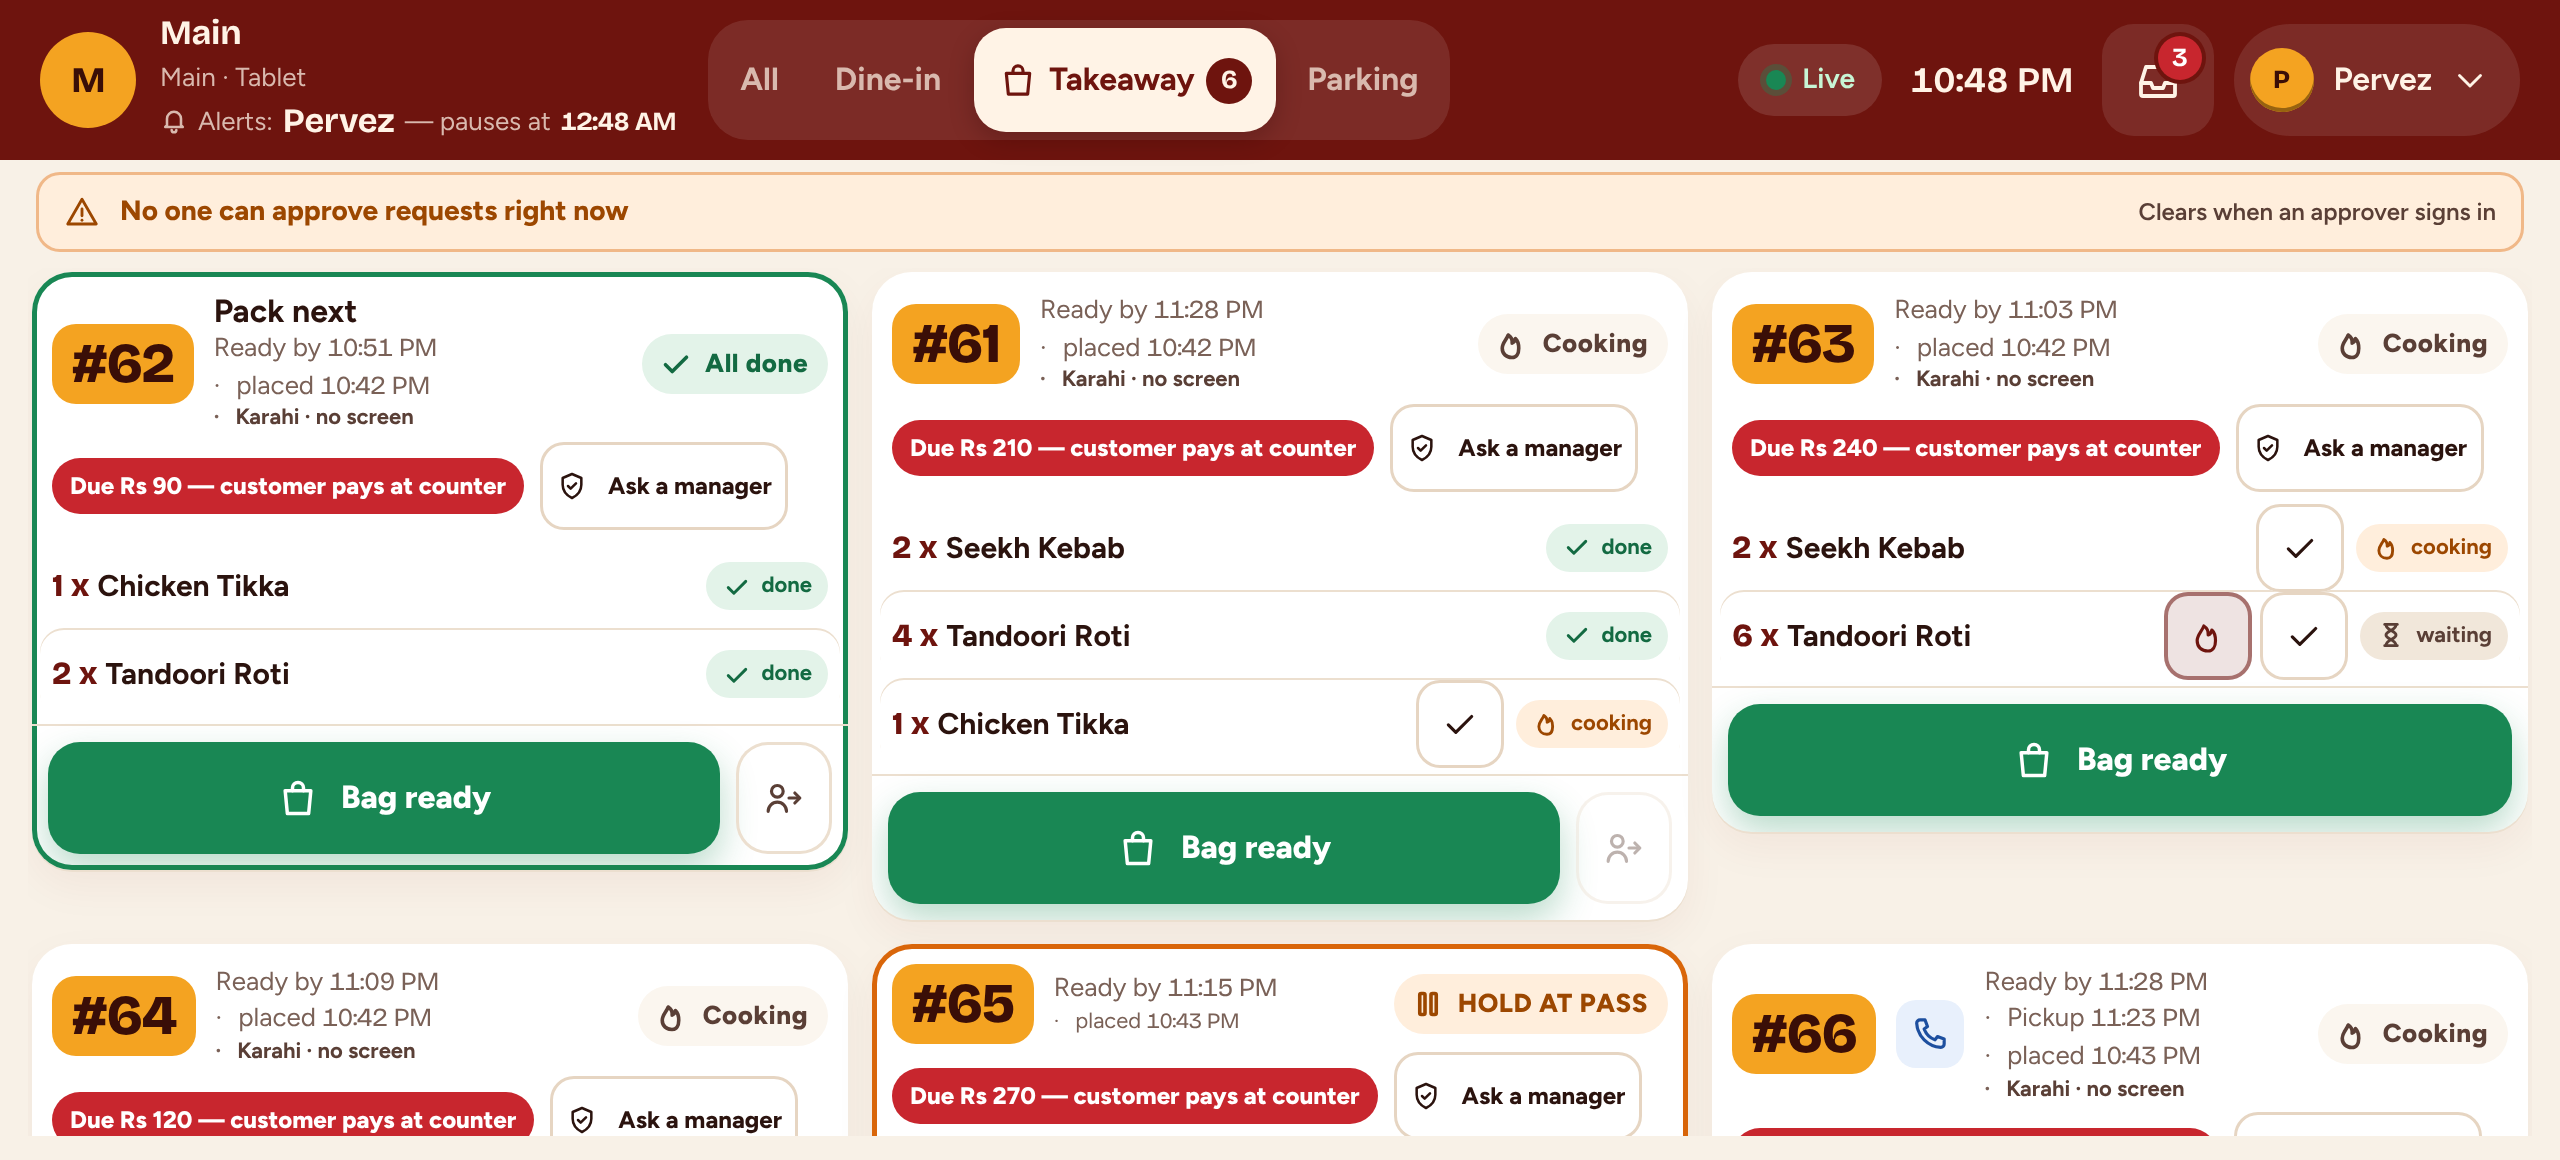 M
Main
Main · Tablet
Alerts: Pervez — pauses at 12:48 AM
All
Dine-in
Takeaway 6
Parking
Live
10:48 PM
3
P
Pervez
No one can approve requests right now
Clears when an approver signs in
#62
Pack next
Ready by 10:51 PM
· placed 10:42 PM
· Karahi · no screen
All done
Due Rs 90 — customer pays at counter
Ask a manager
1 x Chicken Tikka
done
2 x Tandoori Roti
done
Bag ready
#61
Ready by 11:28 PM
· placed 10:42 PM
· Karahi · no screen
Cooking
Due Rs 210 — customer pays at counter
Ask a manager
2 x Seekh Kebab
done
4 x Tandoori Roti
done
1 x Chicken Tikka
cooking
Bag ready
#63
Ready by 11:03 PM
· placed 10:42 PM
· Karahi · no screen
Cooking
Due Rs 240 — customer pays at counter
Ask a manager
2 x Seekh Kebab
cooking
6 x Tandoori Roti
waiting
Bag ready
#64
Ready by 11:09 PM
· placed 10:42 PM
· Karahi · no screen
Cooking
Due Rs 120 — customer pays at counter
Ask a manager
#65
Ready by 11:15 PM
· placed 10:43 PM
HOLD AT PASS
Due Rs 270 — customer pays at counter
Ask a manager
#66
Ready by 11:28 PM
· Pickup 11:23 PM
· placed 10:43 PM
· Karahi · no screen
Cooking